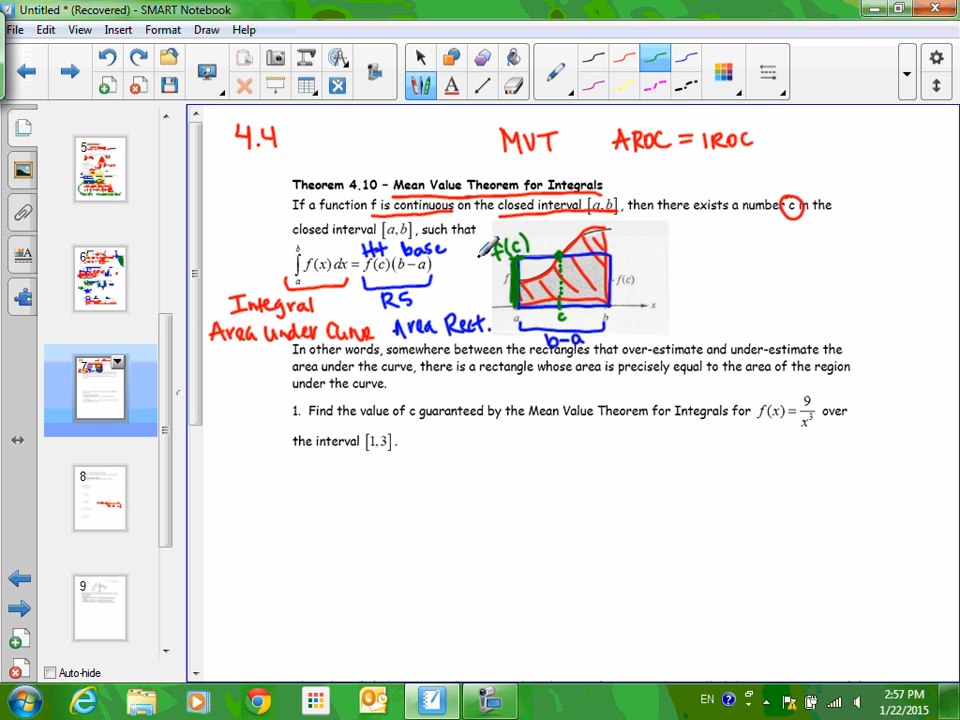 Untitled * (Recovered) - SMART Notebook
File Edit View Insert Format Draw Help
5
6
7
8
9
Auto-hide
4.4
MVT AROC = IROC
Theorem 4.10 – Mean Value Theorem for Integrals
If a function f is continuous on the closed interval [a,b], then there exists a number c in the
closed interval [a,b], such that
Ht base
f(c)
∫ₐᵇ f(x)dx = f(c)(b−a)
f
f(c)
x
a c b
Integral
RS
Area Under Curve
Area Rect.
b-a
In other words, somewhere between the rectangles that over-estimate and under-estimate the
area under the curve, there is a rectangle whose area is precisely equal to the area of the region
under the curve.
1. Find the value of c guaranteed by the Mean Value Theorem for Integrals for f(x) = 9/x³ over
the interval [1,3].
EN
2:57 PM
1/22/2015